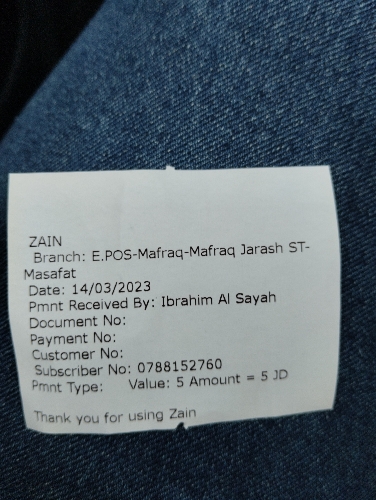 ZAIN
Branch: E.POS-Mafraq-Mafraq Jarash ST-
Masafat
Date: 14/03/2023
Pmnt Received By: Ibrahim Al Sayah
Document No:
Payment No:
Customer No:
Subscriber No: 0788152760
Pmnt Type: Value: 5 Amount = 5 JD
Thank you for using Zain